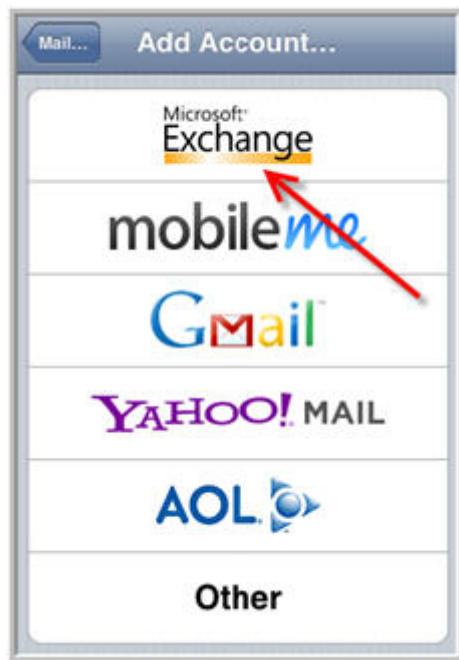 Mail...
Add Account...
Microsoft
Exchange
mobileme
Gmail
YAHOO! MAIL
AOL
Other